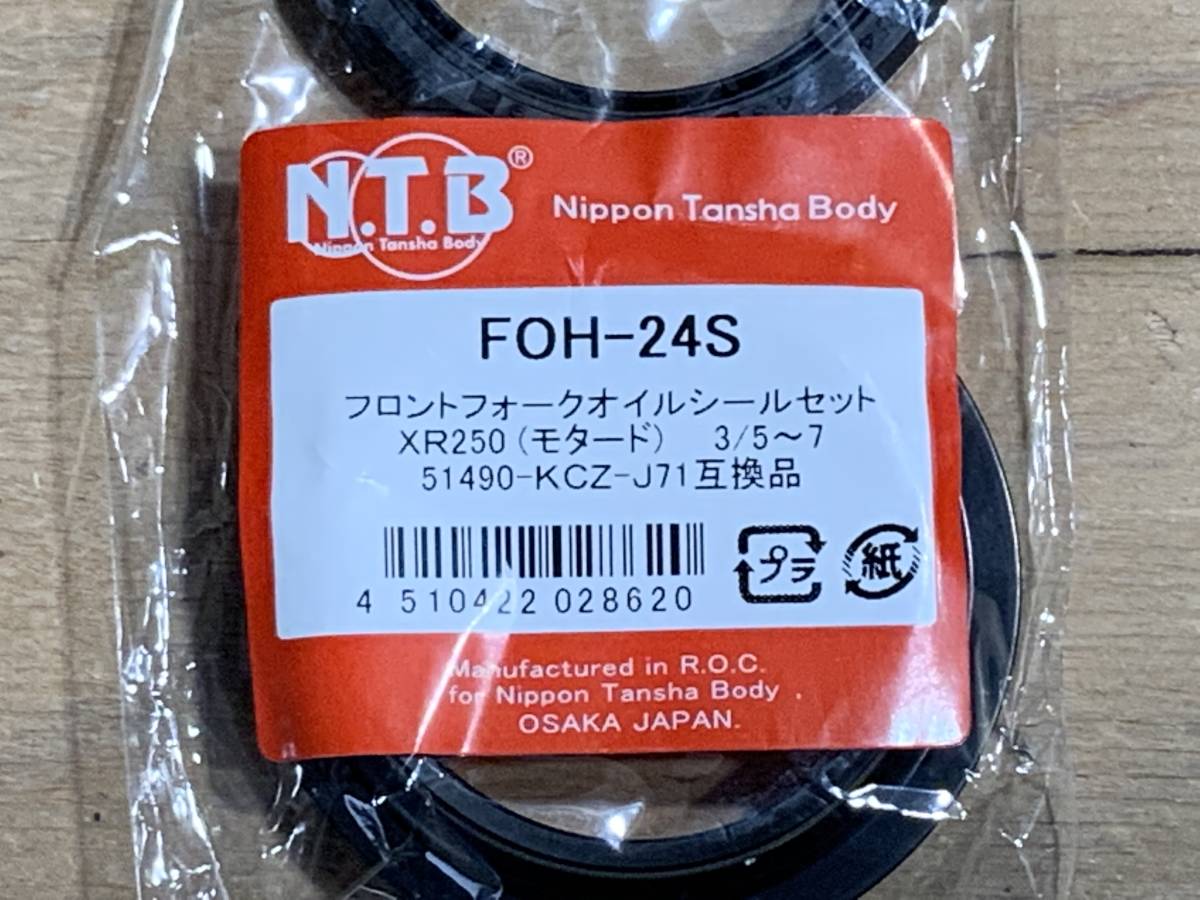 N.T.B®
Nippon Tansha Body
Nippon Tansha Body
FOH-24S
フロントフォークオイルシールセット
XR250(モタード) 3/5～7
51490-KCZ-J71互換品
4 510422 028620
プラ
紙
Manufactured in R.O.C.
for Nippon Tansha Body .
OSAKA JAPAN.